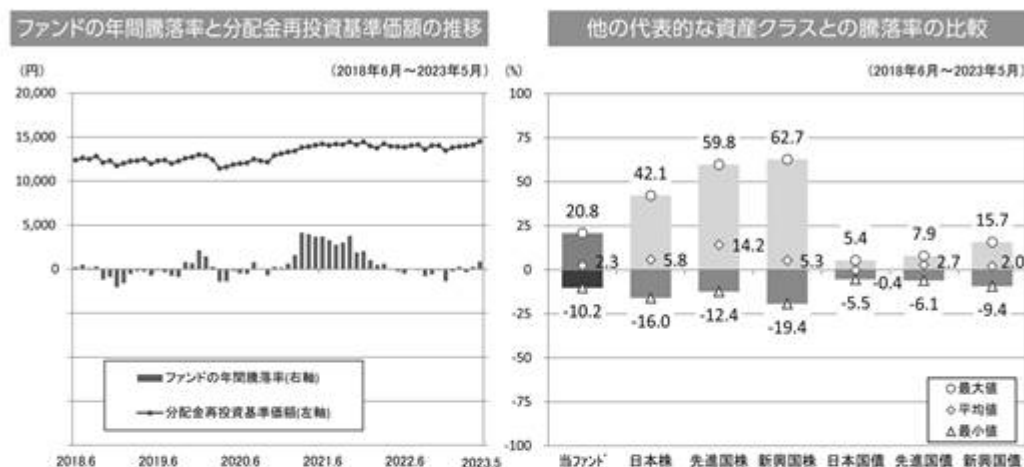 ファンドの年間騰落率と分配金再投資基準価額の推移
(円)
(2018年6月～2023年5月)
20,000
15,000
10,000
5,000
0
ファンドの年間騰落率(右軸)
分配金再投資基準価額(左軸)
2018.6 2019.6 2020.6 2021.6 2022.6 2023.5
他の代表的な資産クラスとの騰落率の比較
(%)
(2018年6月～2023年5月)
100
75
50
25
0
-25
-50
-75
-100
20.8 42.1 59.8 62.7 5.4 7.9 15.7
2.3 5.8 14.2 5.3 -0.4 2.7 2.0
-10.2 -16.0 -12.4 -19.4 -5.5 -6.1 -9.4
最大値
平均値
最小値
当ファンド 日本株 先進国株 新興国株 日本国債 先進国債 新興国債